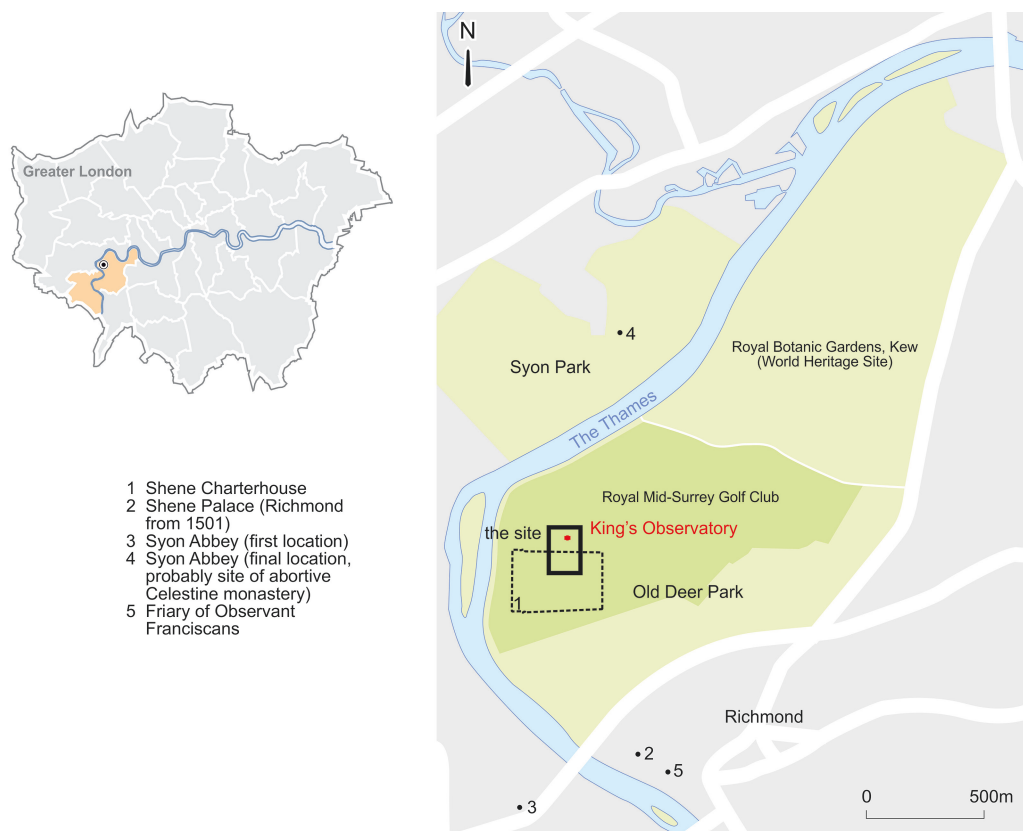 Greater London
1 Shene Charterhouse
2 Shene Palace (Richmond
from 1501)
3 Syon Abbey (first location)
4 Syon Abbey (final location,
probably site of abortive
Celestine monastery)
5 Friary of Observant
Franciscans
N
4
Syon Park
Royal Botanic Gardens, Kew
(World Heritage Site)
The Thames
Royal Mid-Surrey Golf Club
King's Observatory
the site
1
Old Deer Park
Richmond
2
5
3
0 500m